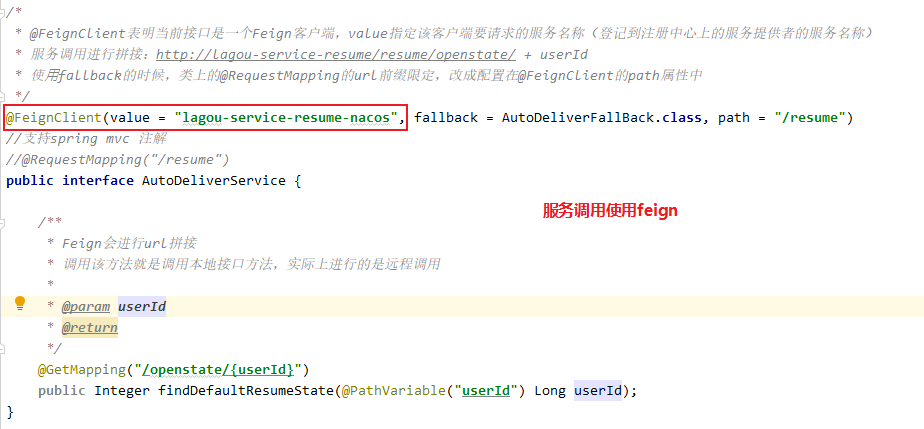 /*
* @FeignClient表明当前接口是一个Feign客户端，value指定该客户端要请求的服务名称（登记到注册中心上的服务提供者的服务名称）
* 服务调用进行拼接：http://lagou-service-resume/resume/openstate/ + userId
* 使用fallback的时候，类上的@RequestMapping的url前缀限定，改成配置在@FeignClient的path属性中
*/
@FeignClient(value = "lagou-service-resume-nacos", fallback = AutoDeliverFallBack.class, path = "/resume")
//支持spring mvc 注解
//@RequestMapping("/resume")
public interface AutoDeliverService {
服务调用使用feign
/**
* Feign会进行url拼接
* 调用该方法就是调用本地接口方法，实际上进行的是远程调用
*
* @param userId
* @return
*/
@GetMapping("/openstate/{userId}")
public Integer findDefaultResumeState(@PathVariable("userId") Long userId);
}